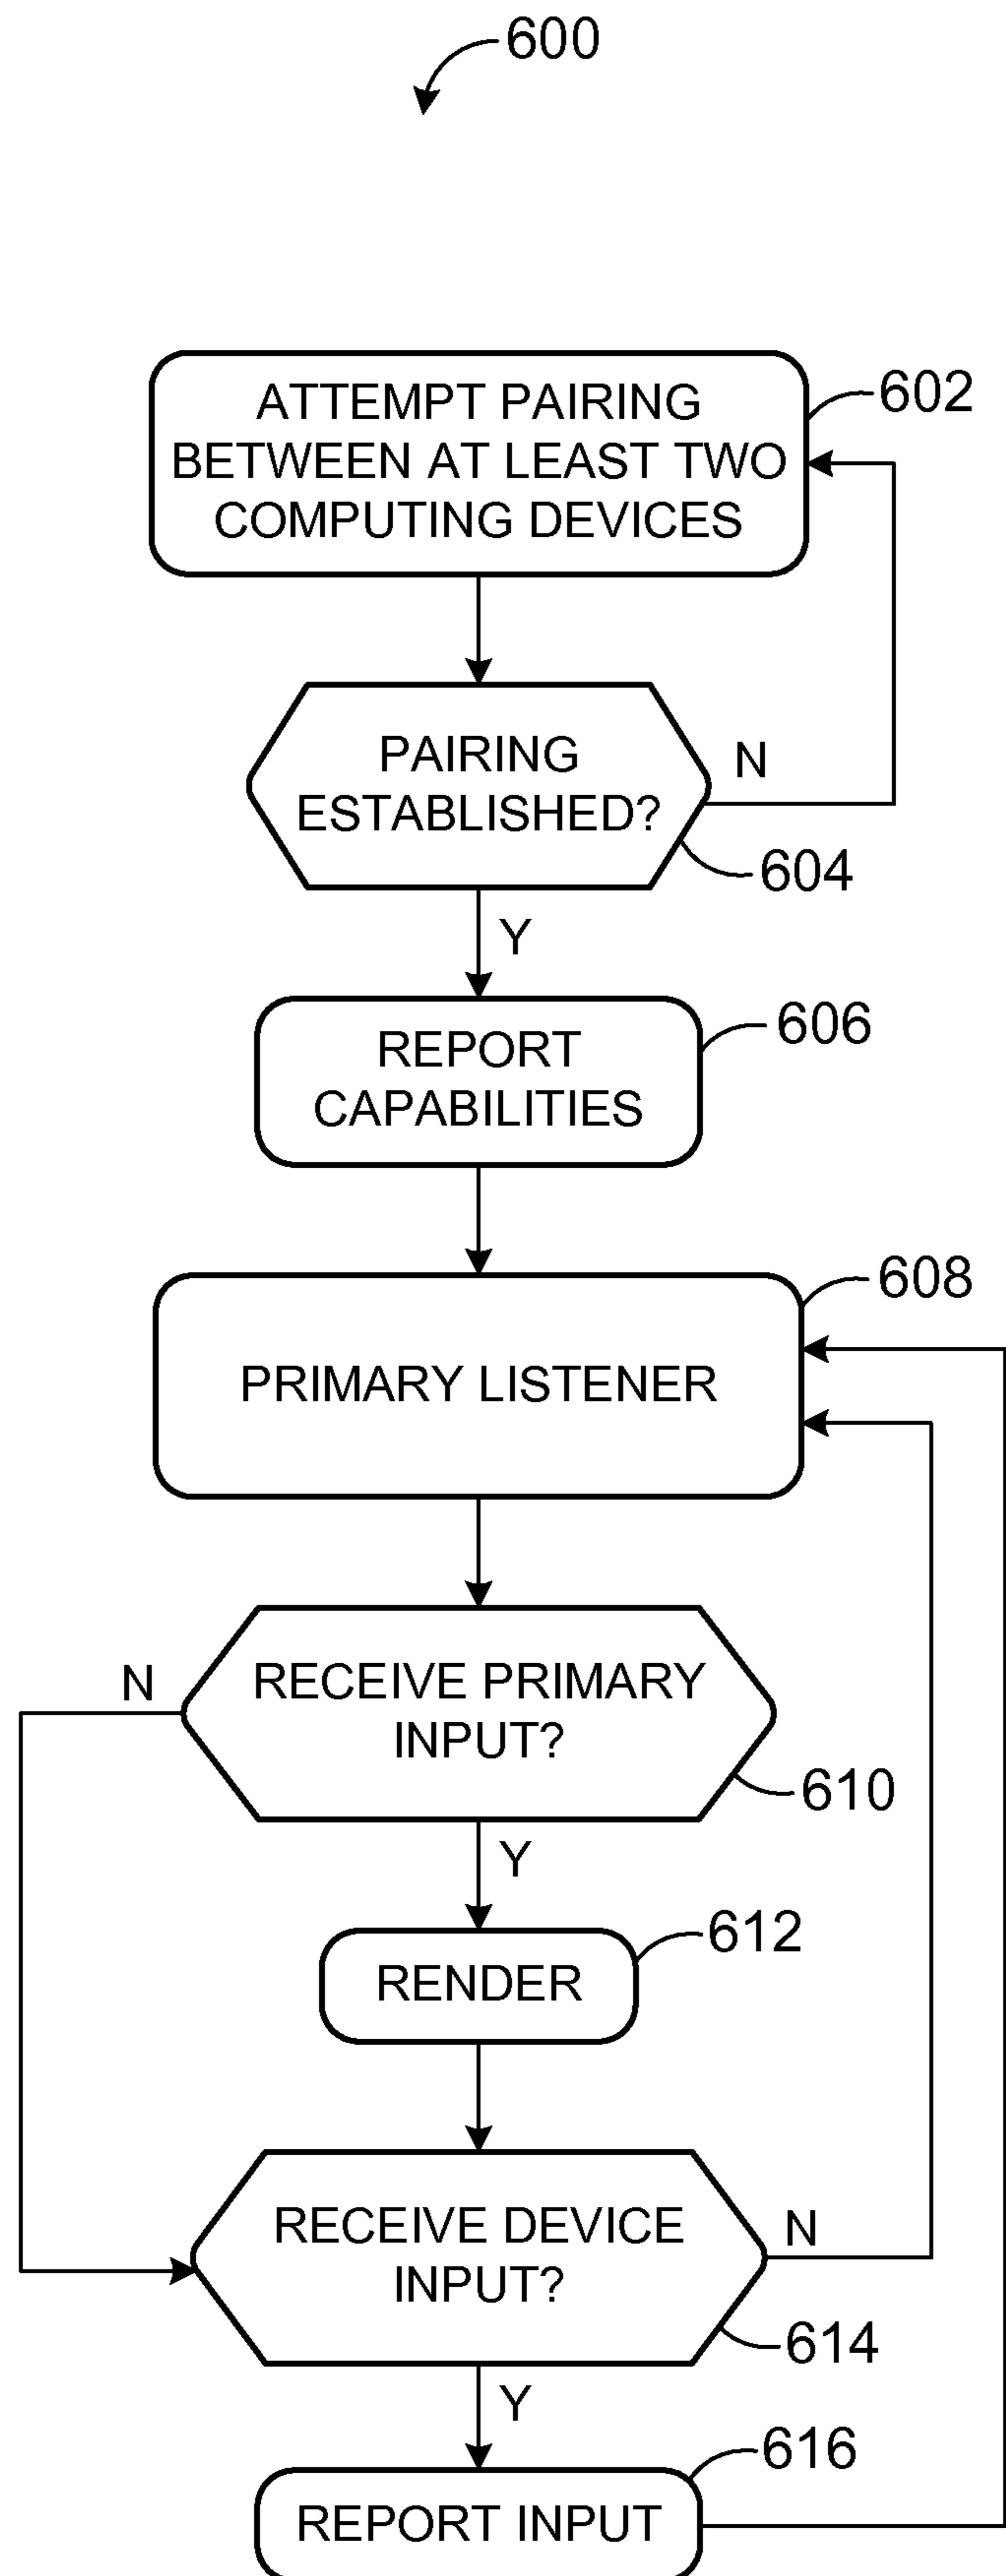 600
ATTEMPT PAIRING
BETWEEN AT LEAST TWO
COMPUTING DEVICES
602
PAIRING
ESTABLISHED?
N
604
Y
REPORT
CAPABILITIES
606
PRIMARY LISTENER
608
N
RECEIVE PRIMARY
INPUT?
610
Y
RENDER
612
RECEIVE DEVICE
INPUT?
N
614
Y
REPORT INPUT
616